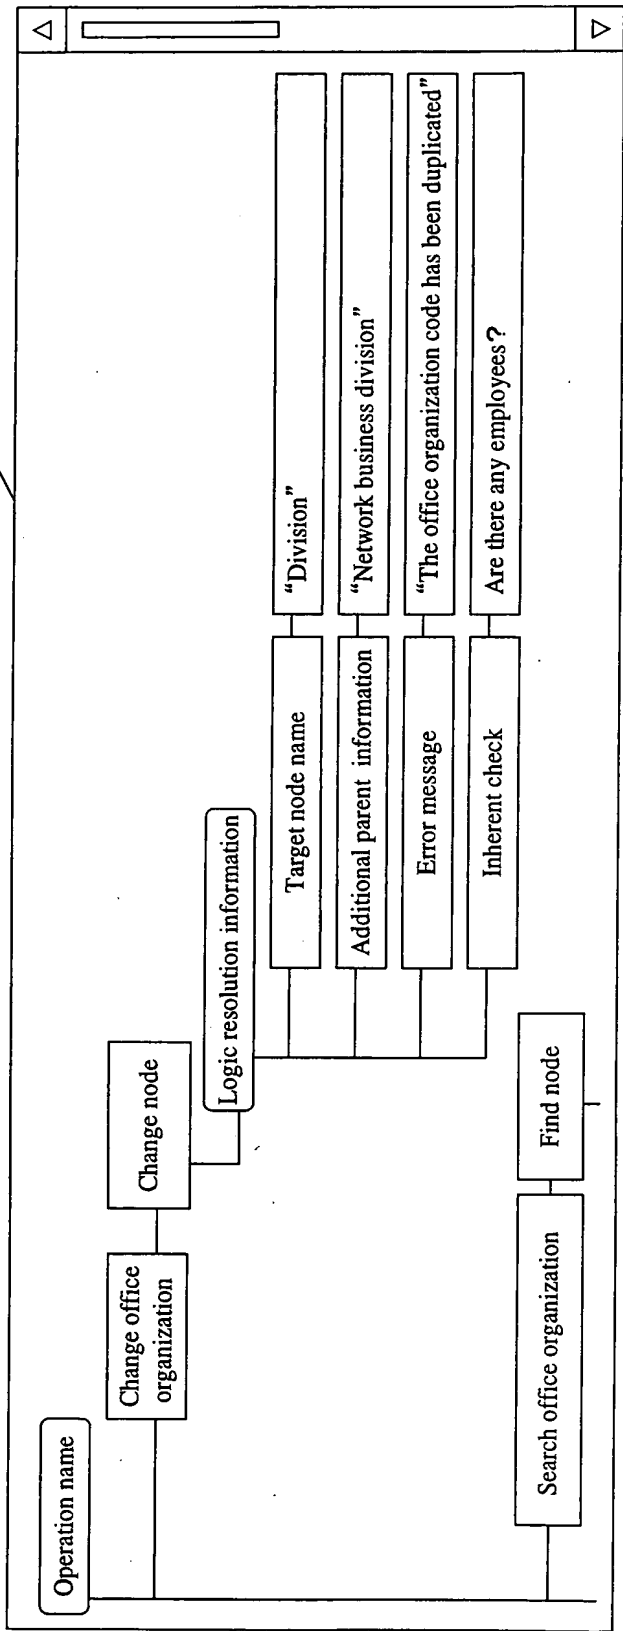 Operation name
Change office
organization
Change node
Logic resolution information
Target node name
“Division”
Additional parent information
“Network business division”
Error message
“The office organization code has been duplicated”
Inherent check
Are there any employees?
Search office organization
Find node